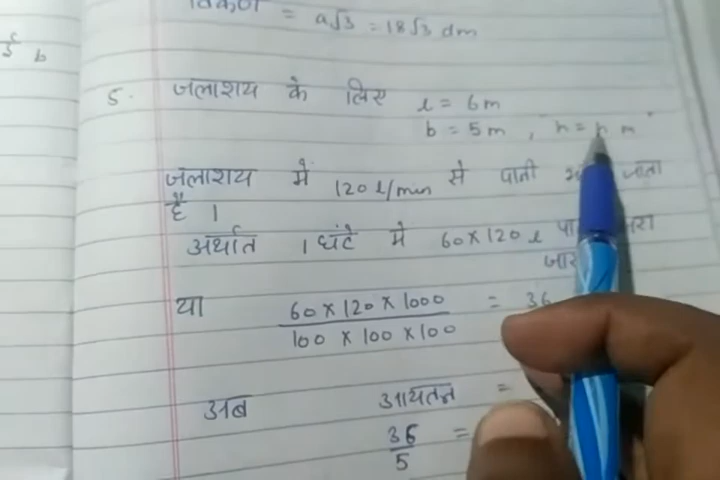 विकर्ण = a√3 = 18√3 dm
b
5. जलाशय के लिए l = 6m
b = 5m , h = h m
जलाशय में 120 l/min से पानी जाता
है ।
अर्थात 1 घंटे मे 60×120 l
या 60 × 120 × 1000 / 100 × 100 × 100 = 36
अब आयतन =
36/5 =